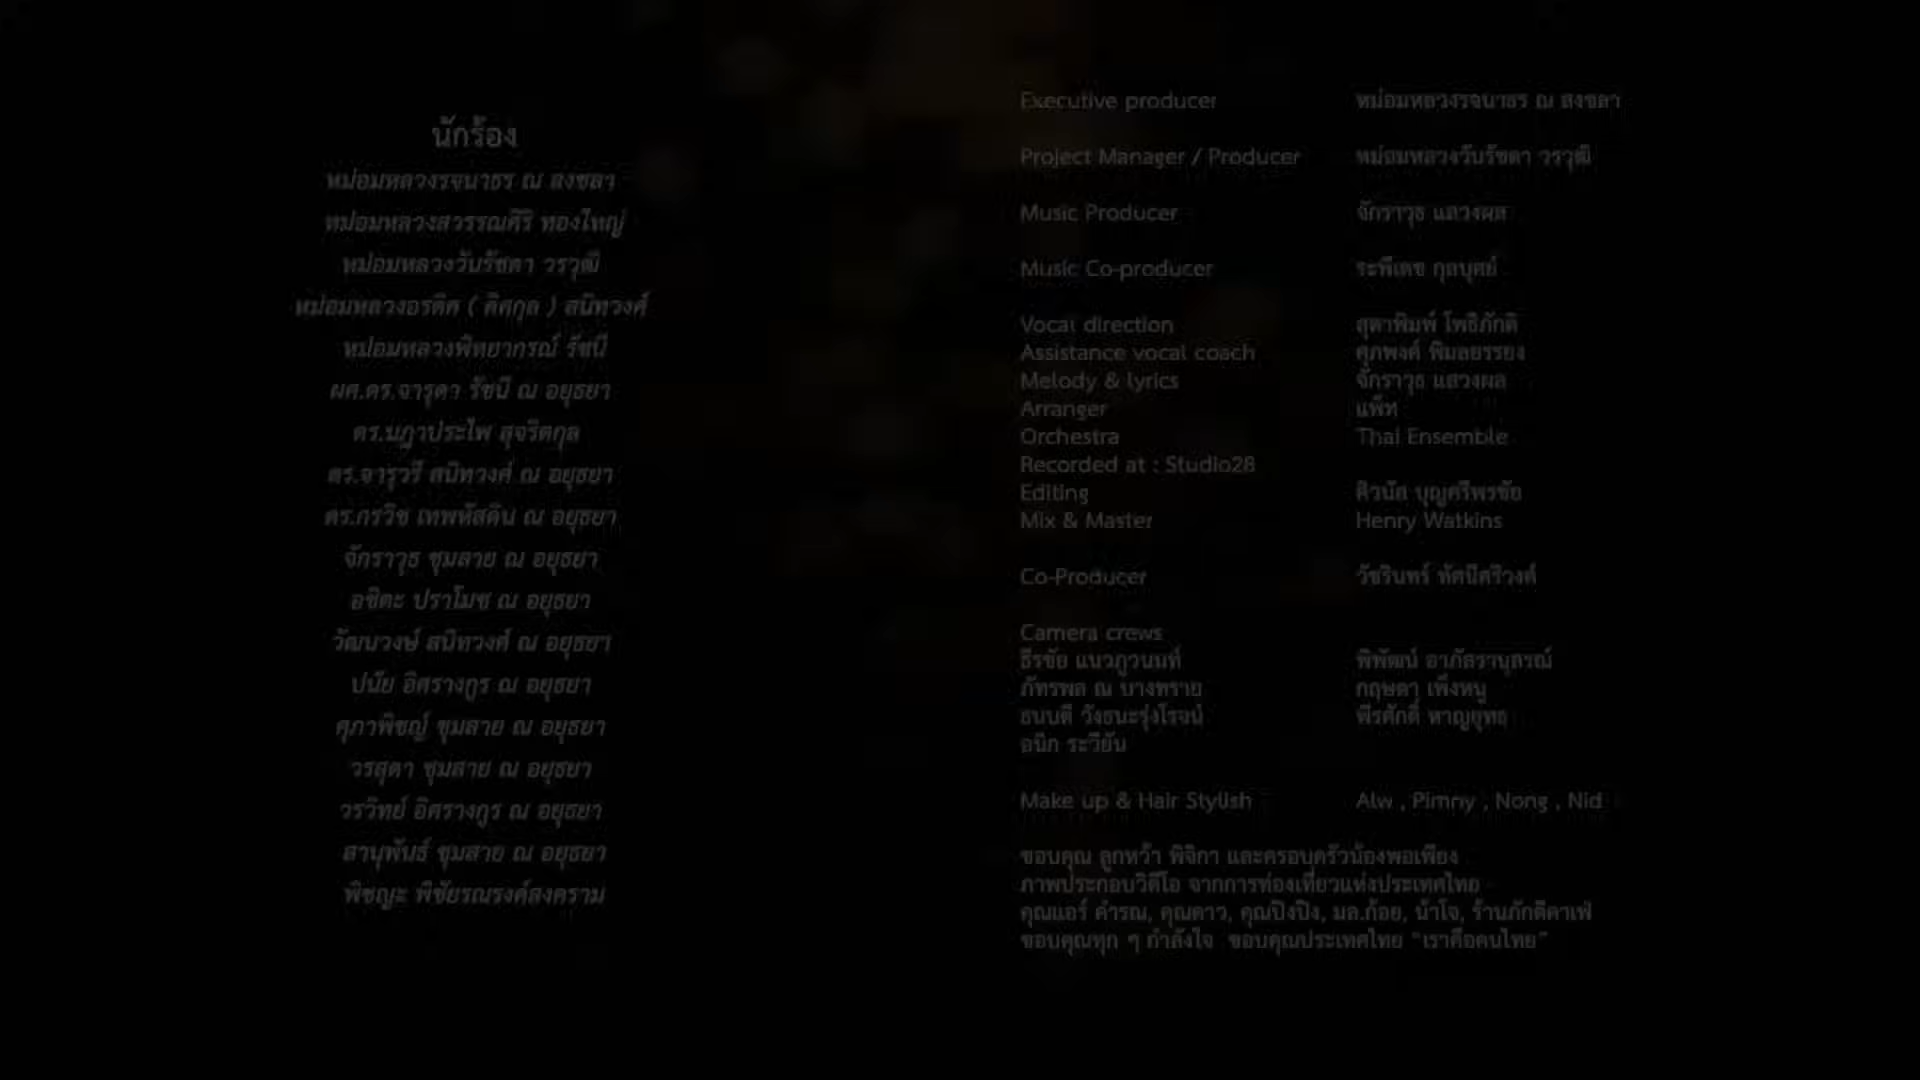 นักร้อง
หม่อมหลวงรจนาธร ณ สงขลา
หม่อมหลวงสวรรณศิริ ทองใหญ่
หม่อมหลวงวันรัชดา วรวุฒิ
หม่อมหลวงอรดิศ ( ดิศกุล ) สนิทวงศ์
หม่อมหลวงพิทยากรณ์ รัชนี
ผศ.ดร.จารุดา รัชนี ณ อยุธยา
ดร.นฎาประไพ สุจริตกุล
ดร.จารุวรี สนิทวงศ์ ณ อยุธยา
ดร.กรวิช เทพหัสดิน ณ อยุธยา
จักราวุธ ชุมสาย ณ อยุธยา
อชิตะ ปราโมช ณ อยุธยา
วัฒนวงษ์ สนิทวงศ์ ณ อยุธยา
ปนัย อิศรางกูร ณ อยุธยา
ศุภาพิชญ์ ชุมสาย ณ อยุธยา
วรสุดา ชุมสาย ณ อยุธยา
วรวิทย์ อิศรางกูร ณ อยุธยา
สานุพันธ์ ชุมสาย ณ อยุธยา
พิชญะ พิชัยรณรงค์สงคราม
Executive producer หม่อมหลวงรจนาธร ณ สงขลา
Project Manager / Producer หม่อมหลวงวันรัชดา วรวุฒิ
Music Producer จักราวุธ แสวงผล
Music Co-producer ระพีเดช กุลบุศย์
Vocal direction สุดาพิมพ์ โพธิภักติ
Assistance vocal coach ศุภพงศ์ พิมลยรรยง
Melody & lyrics จักราวุธ แสวงผล
Arranger แพ็ท
Orchestra Thai Ensemble
Recorded at : Studio28
Editing ศิวนัส บุญศรีพรชัย
Mix & Master Henry Watkins
Co-Producer วัชรินทร์ ทัศนีศรีวงศ์
Camera crews
ธีรชัย แนวภูวนนท์ พิพัฒน์ อาภัสรานุสรณ์
ภัทรพล ณ บางทราย กฤษดา เพ็งหนู
ธนบดี วังธนะรุ่งโรจน์ พีรศักดิ์ หาญยุทธ
อนิก ระวียัน
Make up & Hair Stylish Alw , Pimny , Nong , Nid
ขอบคุณ ลูกหว้า พิจิกา และครอบครัวน้องพอเพียง
ภาพประกอบวิดีโอ จากการท่องเที่ยวแห่งประเทศไทย
คุณแอร์ คำรณ, คุณดาว, คุณปิงปิง, มล.ก้อย, น้าโจ, ร้านภักดีคาเฟ่
ขอบคุณทุก ๆ กำลังใจ ขอบคุณประเทศไทย "เราคือคนไทย"